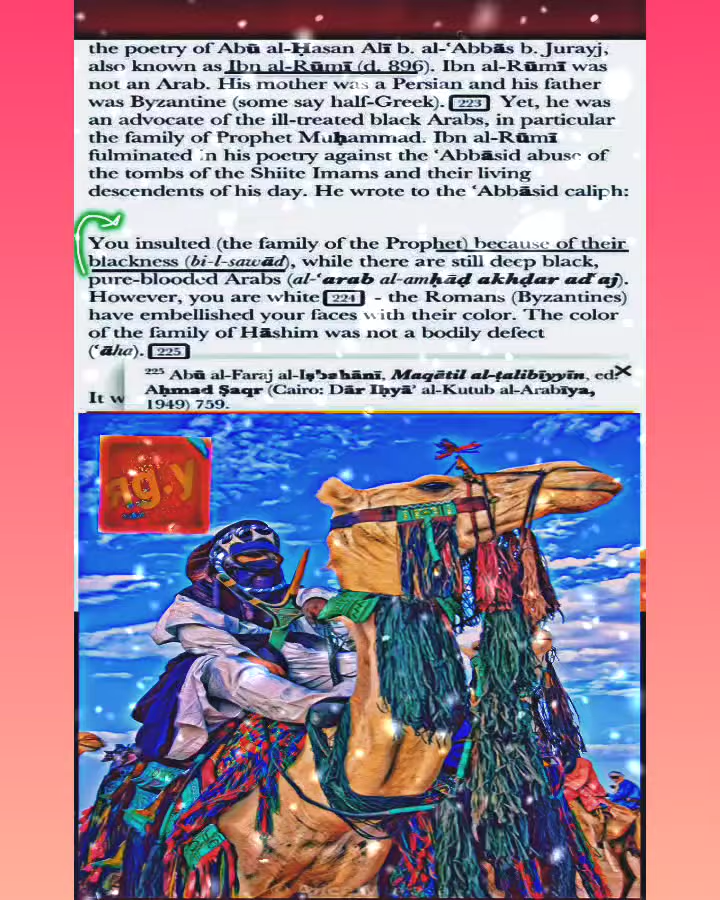 the poetry of Abū al-Ḥasan Alī b. al-‘Abbās b. Jurayj,
also known as Ibn al-Rūmī (d. 896). Ibn al-Rūmī was
not an Arab. His mother was a Persian and his father
was Byzantine (some say half-Greek). 223 Yet, he was
an advocate of the ill-treated black Arabs, in particular
the family of Prophet Muḥammad. Ibn al-Rūmī
fulminated in his poetry against the ‘Abbāsid abuse of
the tombs of the Shiite Imams and their living
descendents of his day. He wrote to the ‘Abbāsid caliph:
You insulted (the family of the Prophet) because of their
blackness (bi-l-sawād), while there are still deep black,
pure-blooded Arabs (al-‘arab al-amḥāḍ akhḍar ad‘aj).
However, you are white 224 - the Romans (Byzantines)
have embellished your faces with their color. The color
of the family of Hāshim was not a bodily defect
(‘āha). 225
225 Abū al-Faraj al-Iṣbahānī, Maqātil al-ṭalibīyyīn, ed.
Aḥmad Ṣaqr (Cairo: Dār Iḥyā’ al-Kutub al-Arabīya,
It w
1949) 759.
g.y